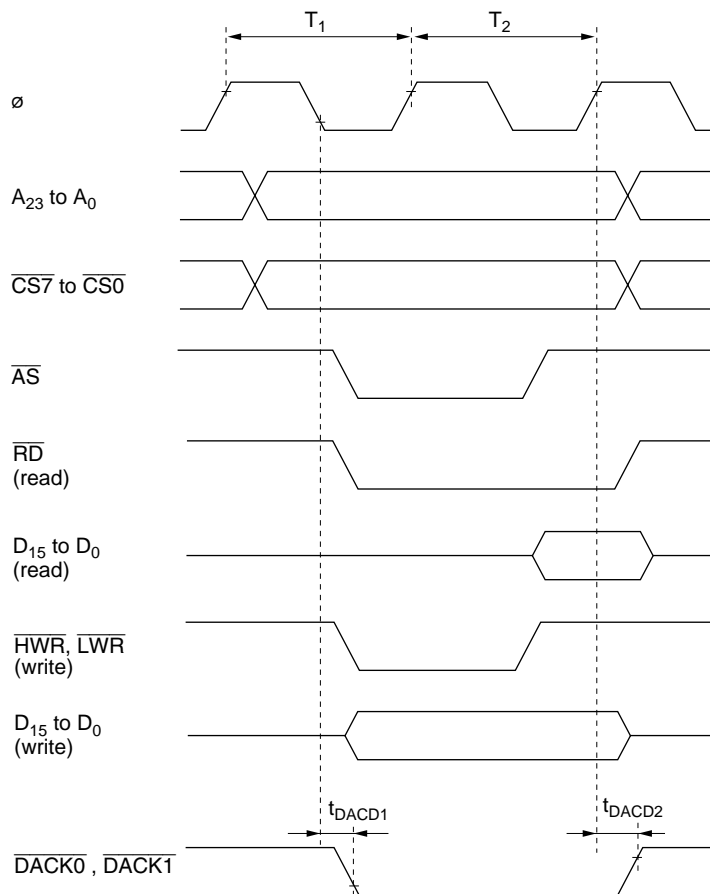 T1 T2
ø
A23 to A0
CS7 to CS0
AS
RD
(read)
D15 to D0
(read)
HWR, LWR
(write)
D15 to D0
(write)
tDACD1 tDACD2
DACK0 , DACK1